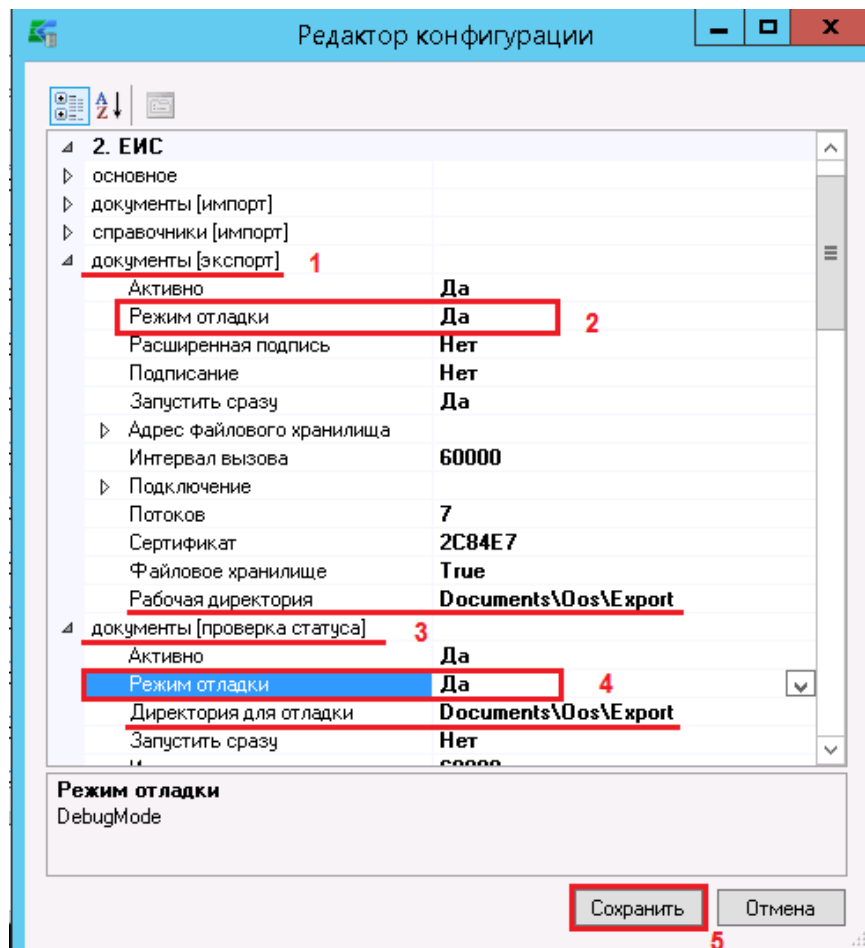 Редактор конфигурации
2. ЕИС
основное
документы [импорт]
справочники [импорт]
документы [экспорт] 1
Активно Да
Режим отладки Да 2
Расширенная подпись Нет
Подписание Нет
Запустить сразу Да
Адрес файлового хранилища
Интервал вызова 60000
Подключение
Потоков 7
Сертификат 2C84E7
Файловое хранилище True
Рабочая директория Documents\Oos\Export
документы [проверка статуса] 3
Активно Да
Режим отладки Да 4
Директория для отладки Documents\Oos\Export
Запустить сразу Нет
Режим отладки
DebugMode
Сохранить Отмена
5